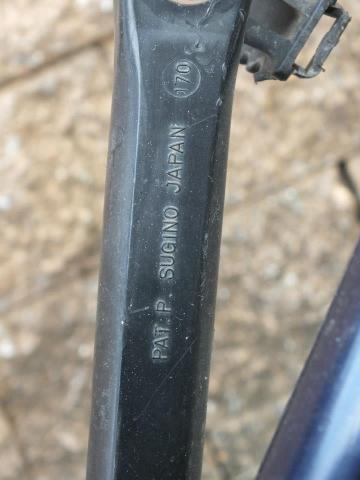 PAT.P. SUGINO JAPAN 170